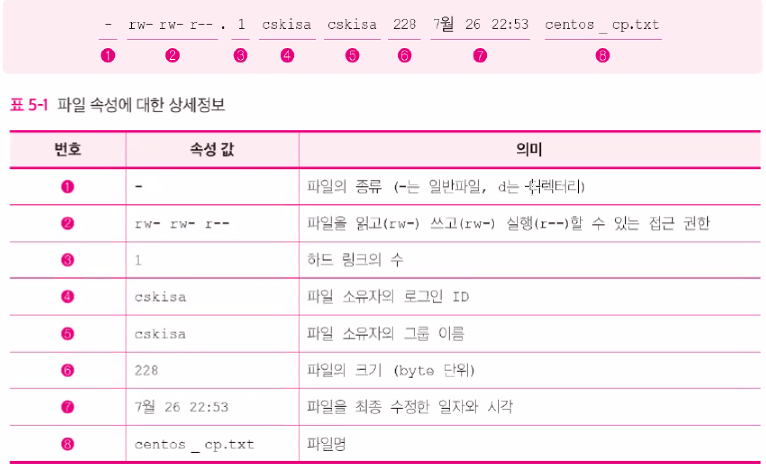 - rw- rw- r-- . 1 cskisa cskisa 228 7월 26 22:53 centos _ cp.txt
❶ ❷ ❸ ❹ ❺ ❻ ❼ ❽
표 5-1 파일 속성에 대한 상세정보
번호 속성 값 의미
❶ - 파일의 종류 (-는 일반파일, d는
❷ rw- rw- r-- 파일을 읽고(rw-) 쓰고(rw-) 실행(r--)할 수 있는 접근 권한
❸ 1 하드 링크의 수
❹ cskisa 파일 소유자의 로그인 ID
❺ cskisa 파일 소유자의 그룹 이름
❻ 228 파일의 크기 (byte 단위)
❼ 7월 26 22:53 파일을 최종 수정한 일자와 시각
❽ centos _ cp.txt 파일명